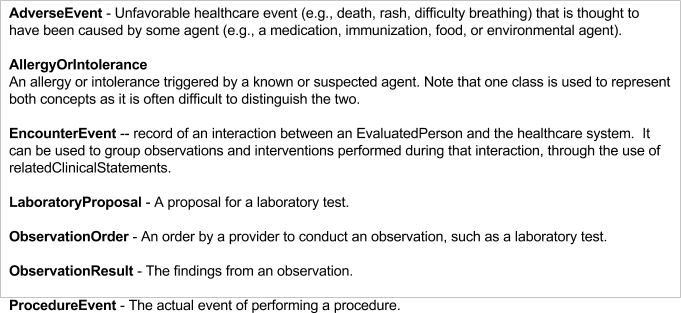 AdverseEvent - Unfavorable healthcare event (e.g., death, rash, difficulty breathing) that is thought to
have been caused by some agent (e.g., a medication, immunization, food, or environmental agent).
AllergyOrIntolerance
An allergy or intolerance triggered by a known or suspected agent. Note that one class is used to represent
both concepts as it is often difficult to distinguish the two.
EncounterEvent -- record of an interaction between an EvaluatedPerson and the healthcare system.  It
can be used to group observations and interventions performed during that interaction, through the use of
relatedClinicalStatements.
LaboratoryProposal - A proposal for a laboratory test.
ObservationOrder - An order by a provider to conduct an observation, such as a laboratory test.
ObservationResult - The findings from an observation.
ProcedureEvent - The actual event of performing a procedure.